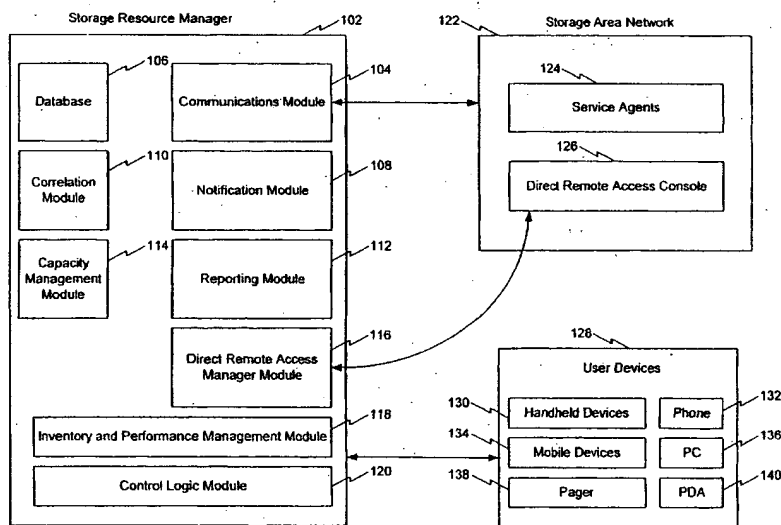 Storage Resource Manager
102
106
104
Database
Communications Module
110
108
Correlation
Module
Notification Module
114
112
Capacity
Management
Module
Reporting Module
116
Direct Remote Access
Manager Module
118
Inventory and Performance Management Module
120
Control Logic Module
Storage Area Network
122
124
Service Agents
126
Direct Remote Access Console
128
User Devices
130
Handheld Devices
Phone
132
134
Mobile Devices
PC
136
138
Pager
PDA
140